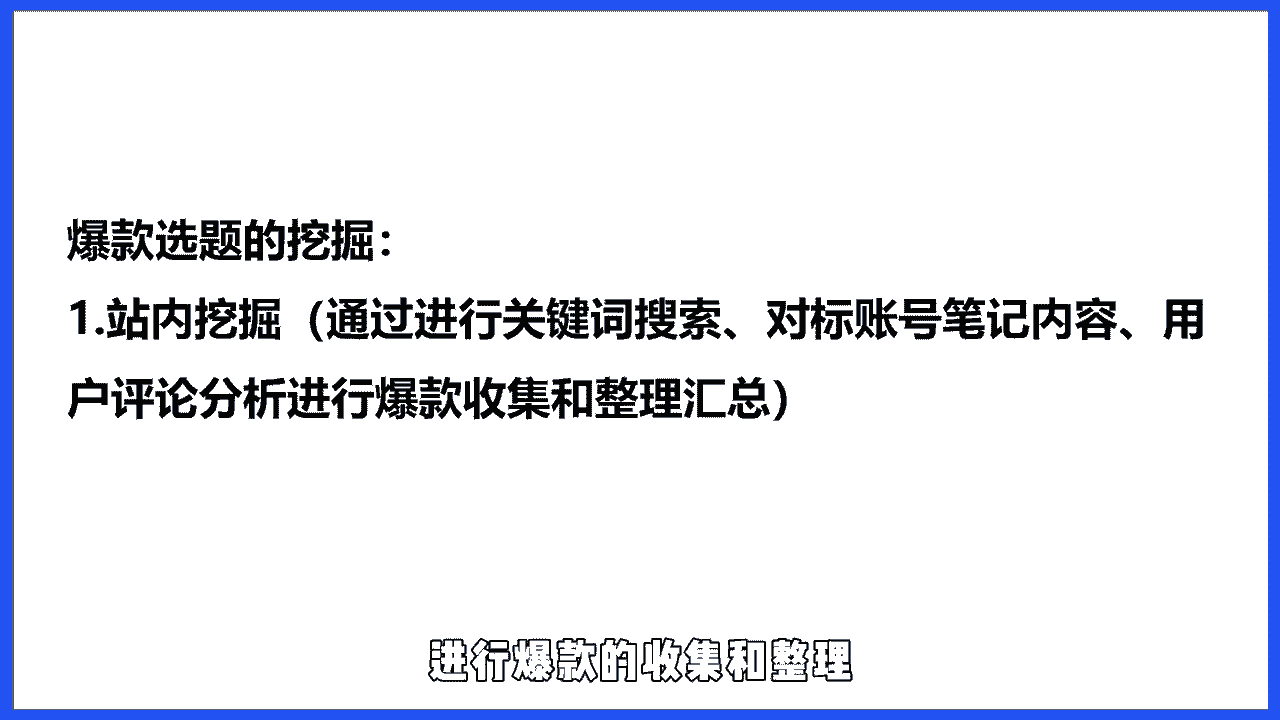 爆款选题的挖掘：
1.站内挖掘（通过进行关键词搜索、对标账号笔记内容、用
户评论分析进行爆款收集和整理汇总）
进行爆款的收集和整理